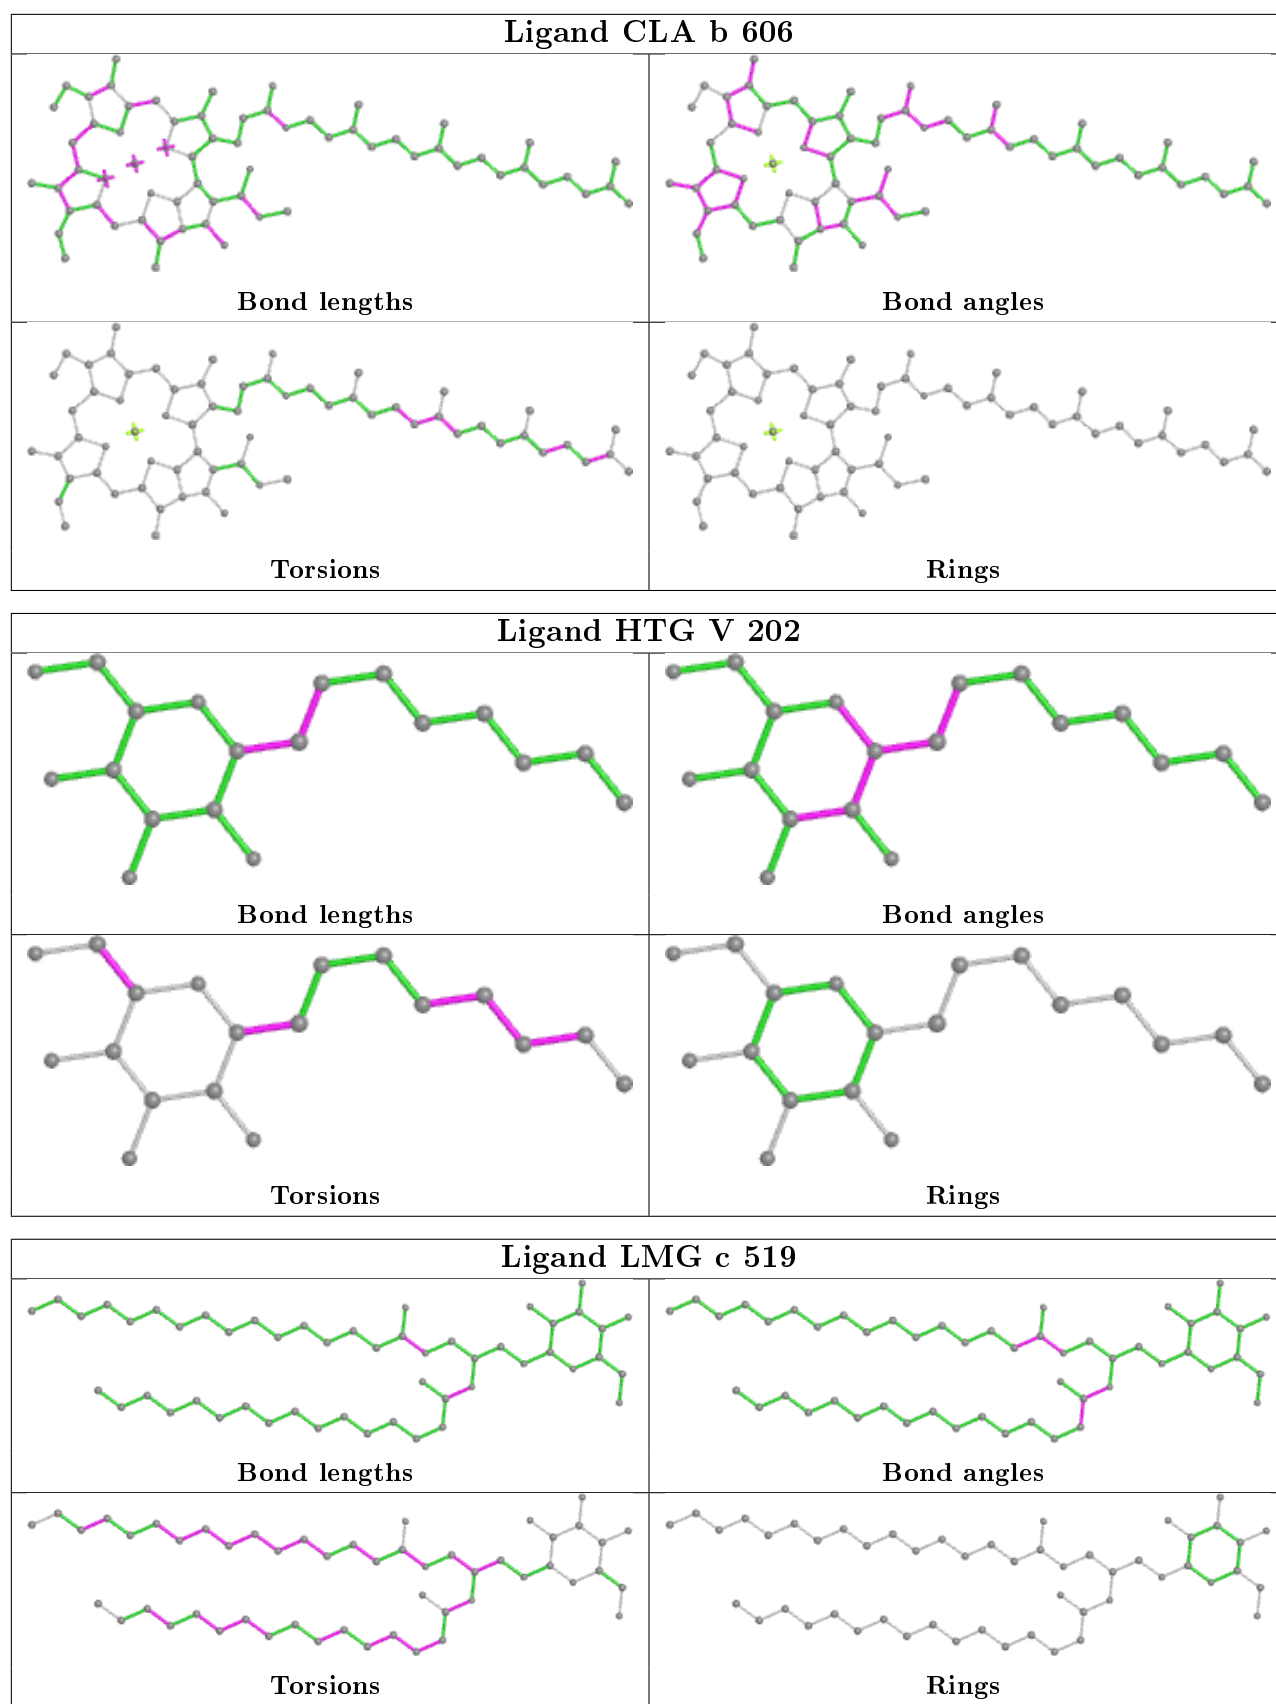 Ligand CLA b 606
Bond lengths
Bond angles
Torsions
Rings
Ligand HTG V 202
Bond lengths
Bond angles
Torsions
Rings
Ligand LMG c 519
Bond lengths
Bond angles
Torsions
Rings